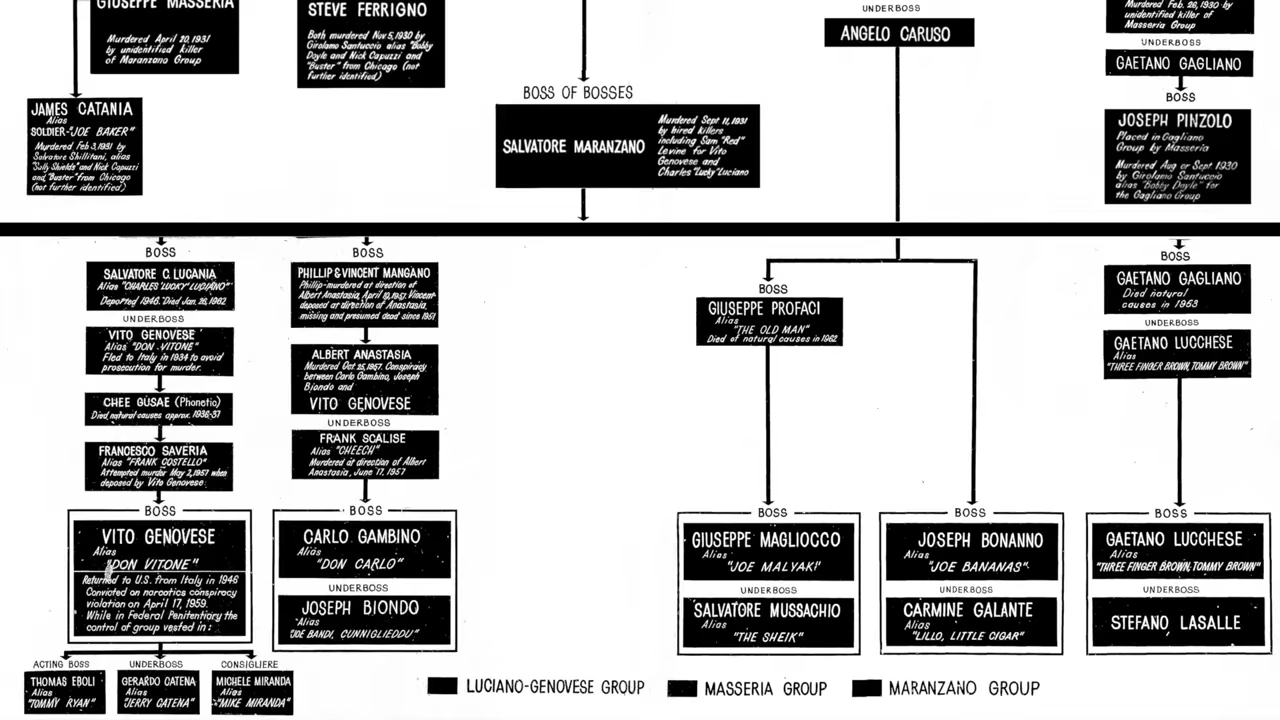 GIUSEPPE MASSERIA
Murdered April 20, 1931
by unidentified killer
of Maranzano Group
JAMES CATANIA
Alias
SOLDIER-"JOE BAKER"
Murdered Feb 3, 1931 by
Salvatore Shillitani, alias
"Sally Shields" and Nick Capuzzi
and "Buster" from Chicago
(not further identified)
STEVE FERRIGNO
Both murdered Nov 5, 1930 by
Girolamo Santuccio alias "Bobby
Doyle and Nick Capuzzi and
"Buster" from Chicago (not
further identified)
BOSS OF BOSSES
SALVATORE MARANZANO
Murdered Sept 11, 1931
by hired killers
including Sam "Red"
Levine for Vito
Genovese and
Charles "Lucky" Luciano
UNDERBOSS
ANGELO CARUSO
Murdered Feb. 26, 1930 by
unidentified killer of
Masseria Group
UNDERBOSS
GAETANO GAGLIANO
BOSS
JOSEPH PINZOLO
Placed in Gagliano
Group by Masseria
Murdered Aug or Sept 1930
by Girolamo Santuccio
alias "Bobby Doyle" for
the Gagliano Group
BOSS
SALVATORE C. LUCANIA
Alias "CHARLES 'LUCKY' LUCIANO"
Deported 1946. Died Jan. 26, 1962
UNDERBOSS
VITO GENOVESE
Alias "DON VITONE"
Fled to Italy in 1934 to avoid
prosecution for murder.
CHEE GUSAE (Phonetic)
Died, natural causes approx. 1936-37
FRANCESCO SAVERIA
Alias "FRANK COSTELLO"
Attempted murder May 2, 1957 when
deposed by Vito Genovese
BOSS
VITO GENOVESE
Alias
"DON VITONE"
Returned to U.S. from Italy in 1946
Convicted on narcotics conspiracy
violation on April 17, 1959.
While in Federal Penitentiary the
control of group vested in:
ACTING BOSS
THOMAS EBOLI
Alias
"TOMMY RYAN"
UNDERBOSS
GERARDO CATENA
Alias
"JERRY CATENA"
CONSIGLIERE
MICHELE MIRANDA
Alias
"MIKE MIRANDA"
BOSS
PHILLIP & VINCENT MANGANO
Phillip-murdered at direction of
Albert Anastasia, April 19, 1951: Vincent-
deposed at direction of Anastasia,
missing and presumed dead since 1951
ALBERT ANASTASIA
Murdered Oct 25, 1957. Conspiracy
between Carlo Gambino, Joseph
Biondo and
VITO GENOVESE
UNDERBOSS
FRANK SCALISE
Alias "CHEECH"
Murdered at direction of Albert
Anastasia, June 17, 1957
BOSS
CARLO GAMBINO
Alias
"DON CARLO"
UNDERBOSS
JOSEPH BIONDO
Alias
"JOE BANDI, CUNNIGLIEDDU"
BOSS
GIUSEPPE PROFACI
Alias
"THE OLD MAN"
Died of natural causes in 1962
BOSS
GIUSEPPE MAGLIOCCO
Alias
"JOE MALYAKI"
UNDERBOSS
SALVATORE MUSSACHIO
Alias
"THE SHEIK"
BOSS
JOSEPH BONANNO
Alias
"JOE BANANAS"
UNDERBOSS
CARMINE GALANTE
Alias
"LILLO, LITTLE CIGAR"
BOSS
GAETANO GAGLIANO
Died natural
causes in 1953
UNDERBOSS
GAETANO LUCCHESE
Alias
"THREE FINGER BROWN, TOMMY BROWN"
BOSS
GAETANO LUCCHESE
Alias
"THREE FINGER BROWN, TOMMY BROWN"
UNDERBOSS
STEFANO LASALLE
LUCIANO-GENOVESE GROUP
MASSERIA GROUP
MARANZANO GROUP